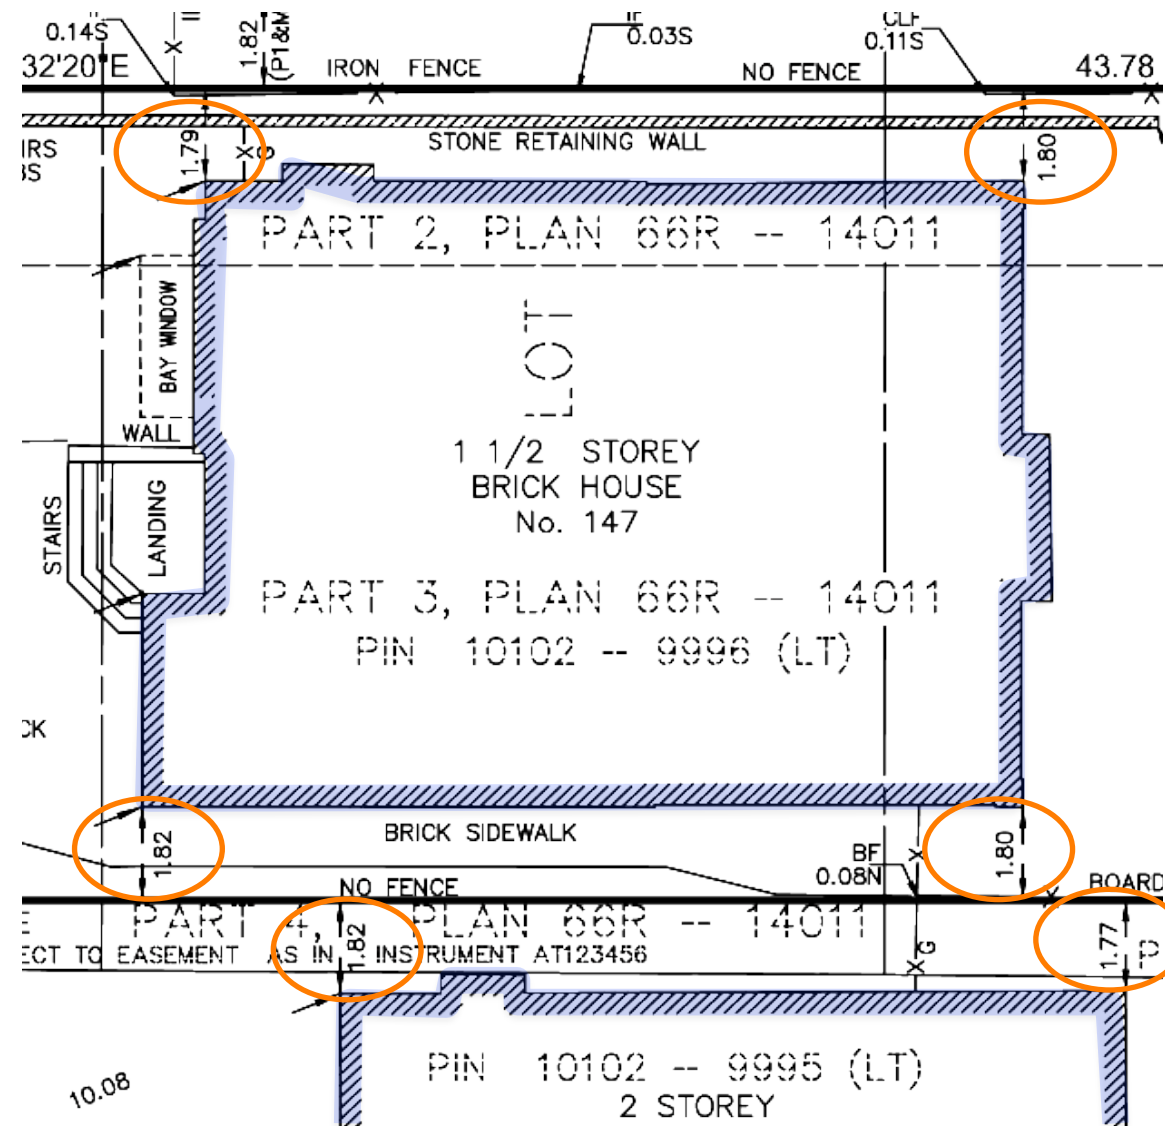 0.14S
1.82
(P1&M
IF
0.03S
CLF
0.11S
32'20"E
IRON FENCE
NO FENCE
43.78
X
X
STONE RETAINING WALL
1.79
X
G
1.80
PART 2, PLAN 66R -- 14011
BAY WINDOW
LOT
WALL
1 1/2 STOREY
BRICK HOUSE
No. 147
STAIRS
LANDING
PART 3, PLAN 66R -- 14011
PIN 10102 -- 9996 (LT)
BRICK SIDEWALK
1.82
1.80
BF
0.08N
X
NO FENCE
X
BOARD
PART 4, PLAN 66R -- 14011
1.82
1.77
ECT TO EASEMENT AS IN INSTRUMENT AT123456
X
G
PIN 10102 -- 9995 (LT)
2 STOREY
10.08